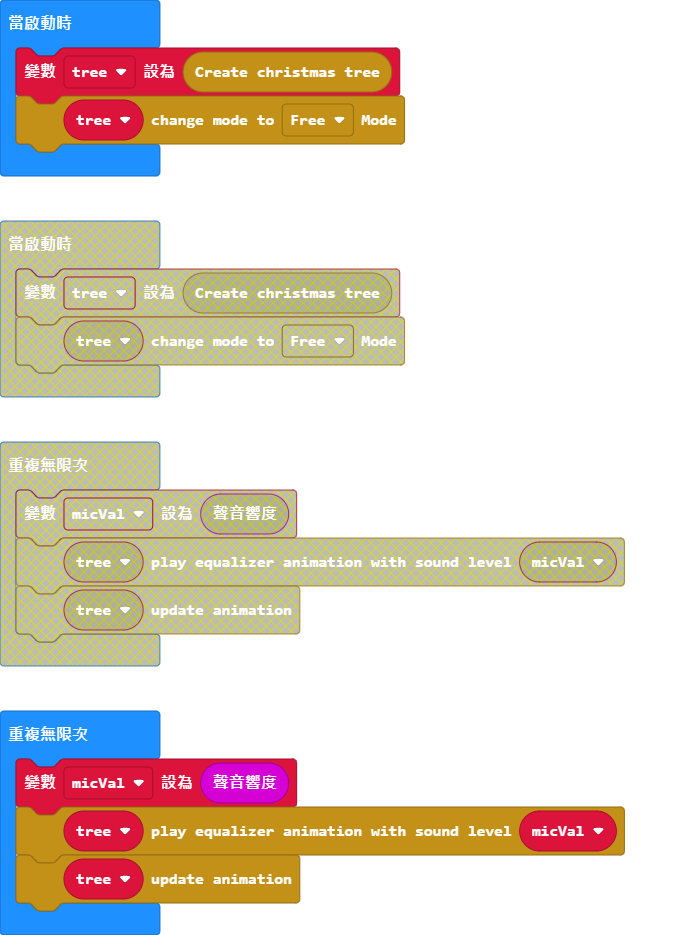 當啟動時
變數 tree 設為 Create christmas tree
tree change mode to Free Mode
當啟動時
變數 tree 設為 Create christmas tree
tree change mode to Free Mode
重複無限次
變數 micVal 設為 聲音響度
tree play equalizer animation with sound level micVal
tree update animation
重複無限次
變數 micVal 設為 聲音響度
tree play equalizer animation with sound level micVal
tree update animation